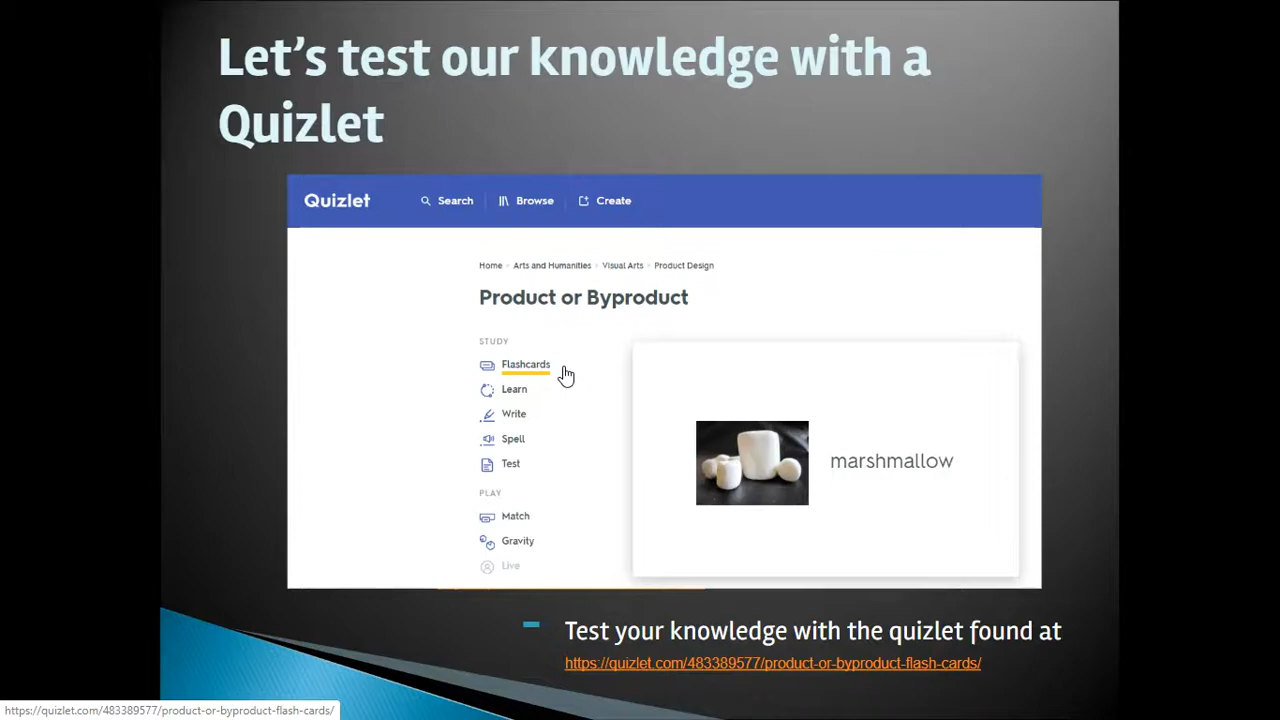 Let's test our knowledge with a
Quizlet
Quizlet
Search
Browse
Create
Home
Arts and Humanities
Visual Arts
Product Design
Product or Byproduct
STUDY
Flashcards
Learn
Write
Spell
Test
PLAY
Match
Gravity
Live
marshmallow
Test your knowledge with the quizlet found at
https://quizlet.com/483389577/product-or-byproduct-flash-cards/
https://quizlet.com/483389577/product-or-byproduct-flash-cards/